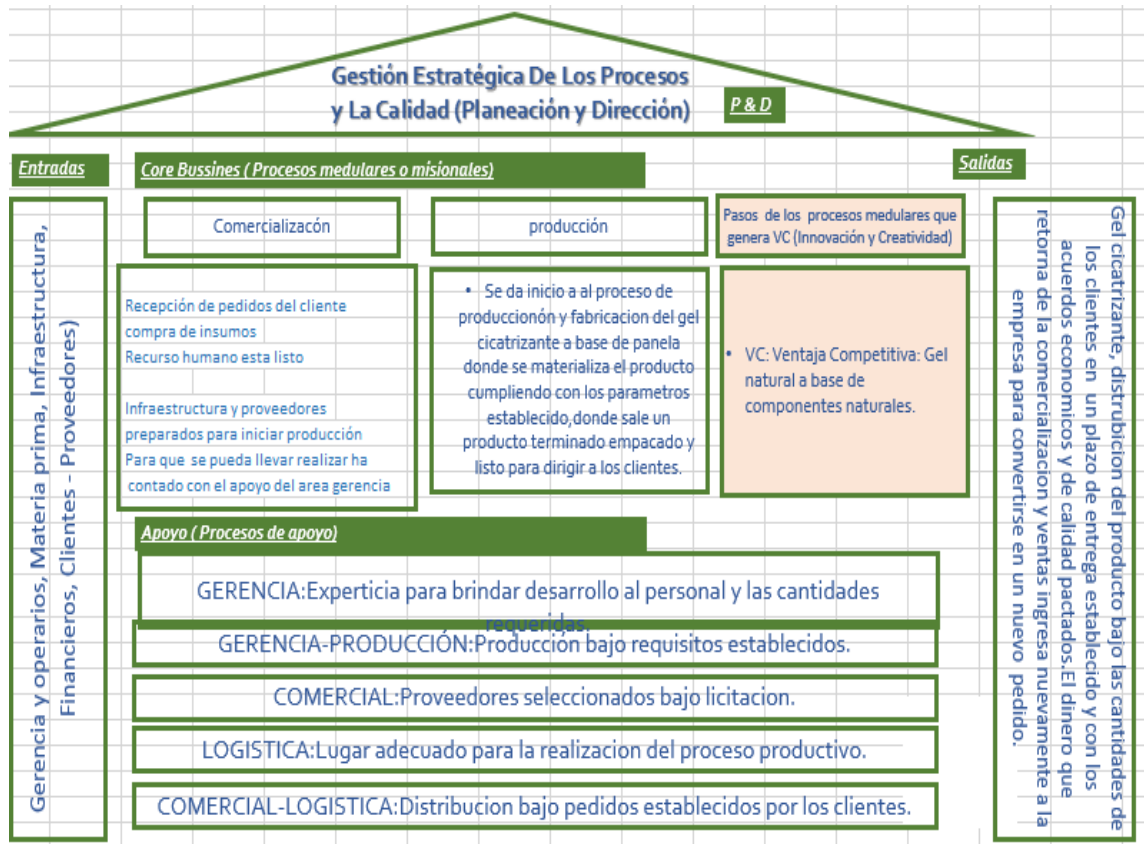 Gestión Estratégica De Los Procesos
y La Calidad (Planeación y Dirección)
P & D
Entradas
Core Bussines ( Procesos medulares o misionales)
Salidas
Gerencia y operarios, Materia prima, Infraestructura,
Financieros, Clientes - Proveedores)
Comercializacón
producción
Pasos de los procesos medulares que
genera VC (Innovación y Creatividad)
Recepción de pedidos del cliente
compra de insumos
Recurso humano esta listo
Infraestructura y proveedores
preparados para iniciar producción
Para que se pueda llevar realizar ha
contado con el apoyo del area gerencia
• Se da inicio a al proceso de
produccionón y fabricacion del gel
cicatrizante a base de panela
donde se materializa el producto
cumpliendo con los parametros
establecido,donde sale un
producto terminado empacado y
listo para dirigir a los clientes.
• VC: Ventaja Competitiva: Gel
natural a base de
componentes naturales.
Apoyo ( Procesos de apoyo)
GERENCIA:Experticia para brindar desarrollo al personal y las cantidades
requeridas.
GERENCIA-PRODUCCIÓN:Producción bajo requisitos establecidos.
COMERCIAL:Proveedores seleccionados bajo licitacion.
LOGISTICA:Lugar adecuado para la realizacion del proceso productivo.
COMERCIAL-LOGISTICA:Distribucion bajo pedidos establecidos por los clientes.
Gel cicatrizante, distrubicion del producto bajo las cantidades de
los clientes en un plazo de entrega establecido y con los
acuerdos economicos y de calidad pactados.El dinero que
retorna de la comercializacion y ventas ingresa nuevamente a la
empresa para convertirse en un nuevo pedido.